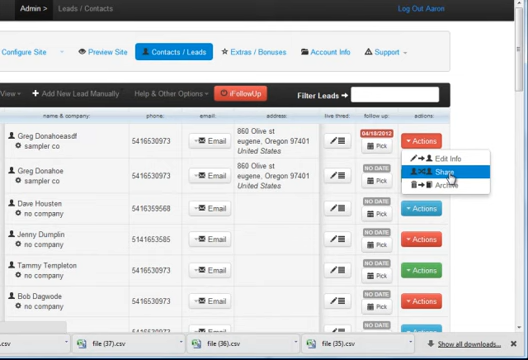 Admin > Leads / Contacts Log Out Aaron
Configure Site Preview Site Contacts / Leads Extras / Bonuses Account Info Support
View Add New Lead Manually Help & Other Options iFollowUp Filter Leads
name & company: phone: email: address: live thred: follow up: actions:
Greg Donahoeasdf
sampler co
5416530973
Email
860 Olive st
eugene, Oregon 97401
United States
04/18/2012
Pick
Actions
Edit Info
Share
Archive
Greg Donahoe
sampler co
5416530973
Email
860 Olive st
eugene, Oregon 97401
United States
NO DATE
Pick
Dave Housten
no company
5416359568
Email
NO DATE
Pick
Actions
Jenny Dumplin
no company
5141653585
Email
NO DATE
Pick
Actions
Tammy Templeton
no company
5416530973
Email
NO DATE
Pick
Actions
Bob Dagwode
no company
5416530973
Email
NO DATE
Pick
Actions
NO DATE
.csv file (37).csv file (36).csv file (35).csv Show all downloads...